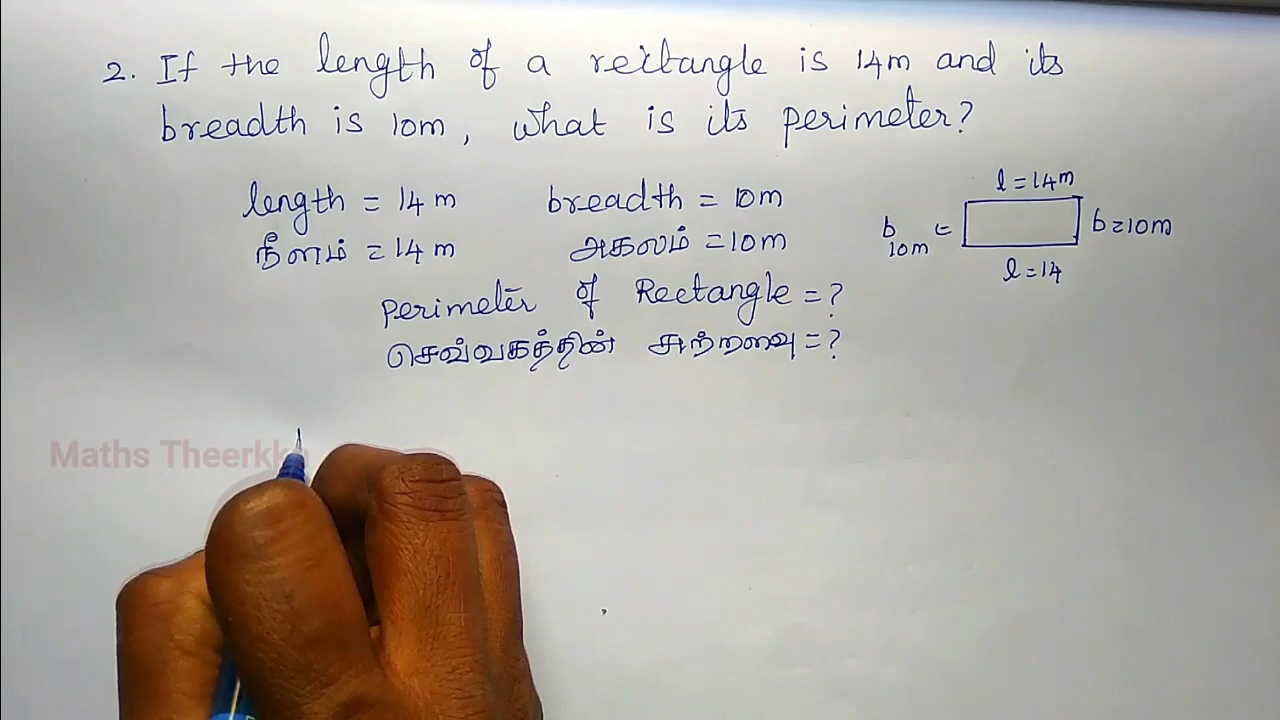 2. If the length of a rectangle is 14m and its
breadth is 10m, what is its perimeter?
length = 14 m breadth = 10m
நீளம் = 14 m அகலம் = 10m
l = 14m
b = 10m
b = 10m
l = 14
Perimeter of Rectangle = ?
செவ்வகத்தின் சுற்றளவு = ?
Maths Theerkka